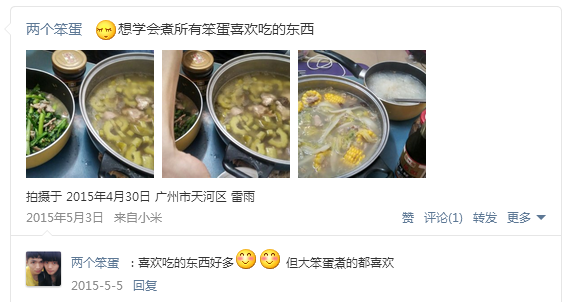 两个笨蛋 想学会煮所有笨蛋喜欢吃的东西
拍摄于 2015年4月30日 广州市天河区 雷雨
2015年5月3日 来自小米 赞 评论(1) 转发 更多
两个笨蛋 : 喜欢吃的东西好多 但大笨蛋煮的都喜欢
2015-5-5 回复